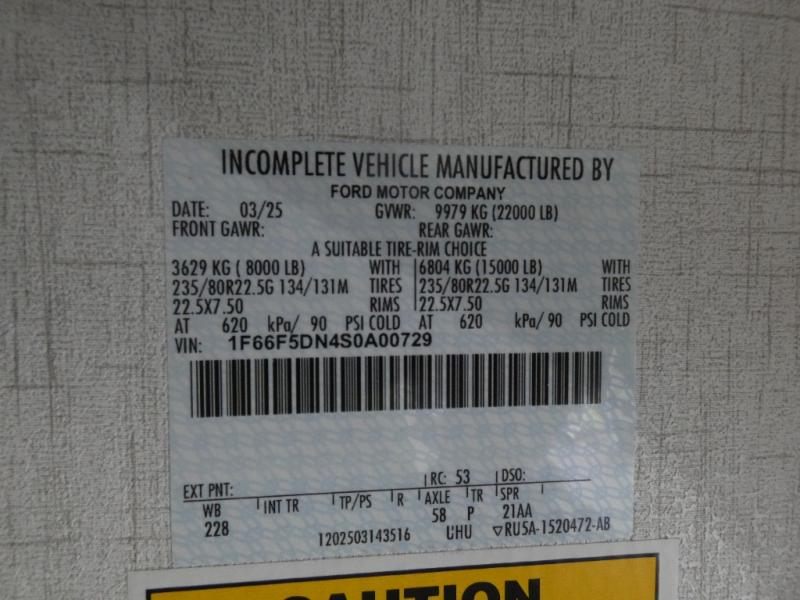 INCOMPLETE VEHICLE MANUFACTURED BY
FORD MOTOR COMPANY
DATE: 03/25 GVWR: 9979 KG (22000 LB)
FRONT GAWR: REAR GAWR:
A SUITABLE TIRE-RIM CHOICE
3629 KG ( 8000 LB) WITH 6804 KG (15000 LB) WITH
235/80R22.5G 134/131M TIRES 235/80R22.5G 134/131M TIRES
22.5X7.50 RIMS 22.5X7.50 RIMS
AT 620 kPa/ 90 PSI COLD AT 620 kPa/ 90 PSI COLD
VIN: 1F66F5DN4S0A00729
EXT PNT: RC: 53 DSO:
WB INT TR TP/PS R AXLE TR SPR
228 58 P 21AA
1202503143516 UHU ▽RU5A-1520472-AB
CAUTION